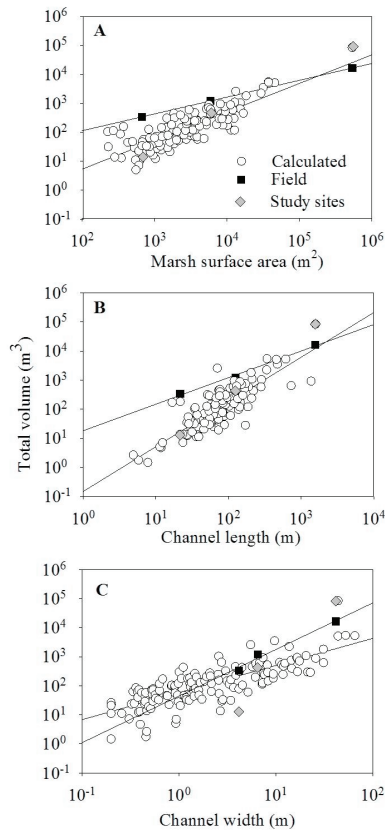 A
10^6
10^5
10^4
10^3
10^2
10^1
10^0
10^-1
Calculated
Field
Study sites
10^2 10^3 10^4 10^5 10^6
Marsh surface area (m^2)
B
10^6
10^5
10^4
10^3
10^2
10^1
10^0
10^-1
Total volume (m^3)
10^0 10^1 10^2 10^3 10^4
Channel length (m)
C
10^6
10^5
10^4
10^3
10^2
10^1
10^0
10^-1
10^-1 10^0 10^1 10^2
Channel width (m)